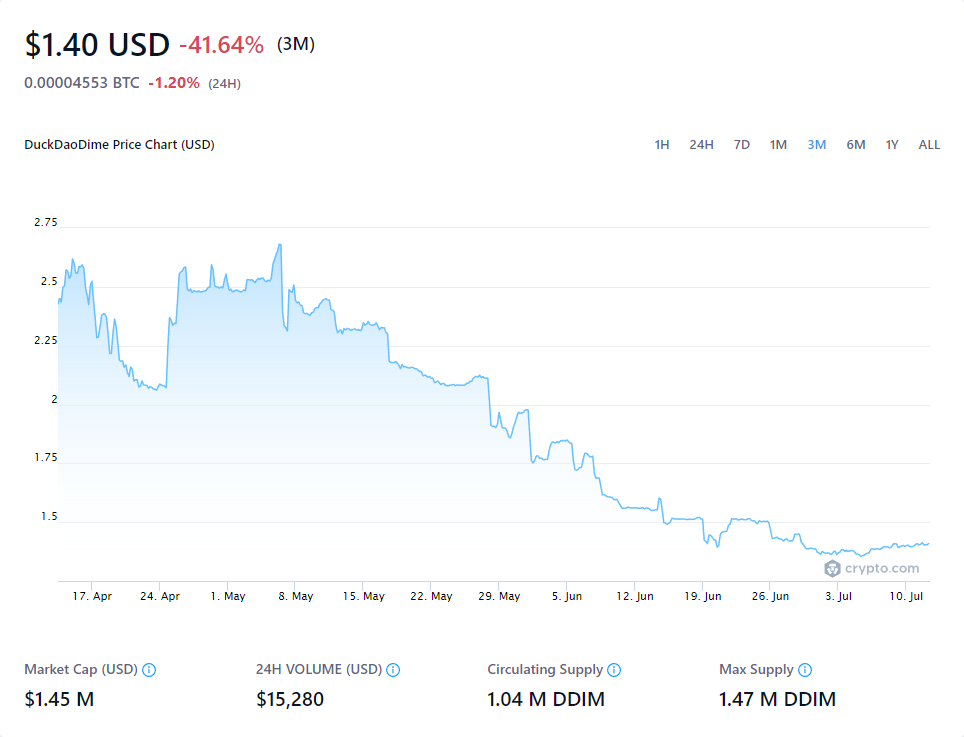 $1.40 USD -41.64% (3M)
0.00004553 BTC -1.20% (24H)
DuckDaoDime Price Chart (USD) 1H 24H 7D 1M 3M 6M 1Y ALL
2.75
2.5
2.25
2
1.75
1.5
crypto.com
17. Apr 24. Apr 1. May 8. May 15. May 22. May 29. May 5. Jun 12. Jun 19. Jun 26. Jun 3. Jul 10. Jul
Market Cap (USD) 24H VOLUME (USD) Circulating Supply Max Supply
$1.45 M $15,280 1.04 M DDIM 1.47 M DDIM